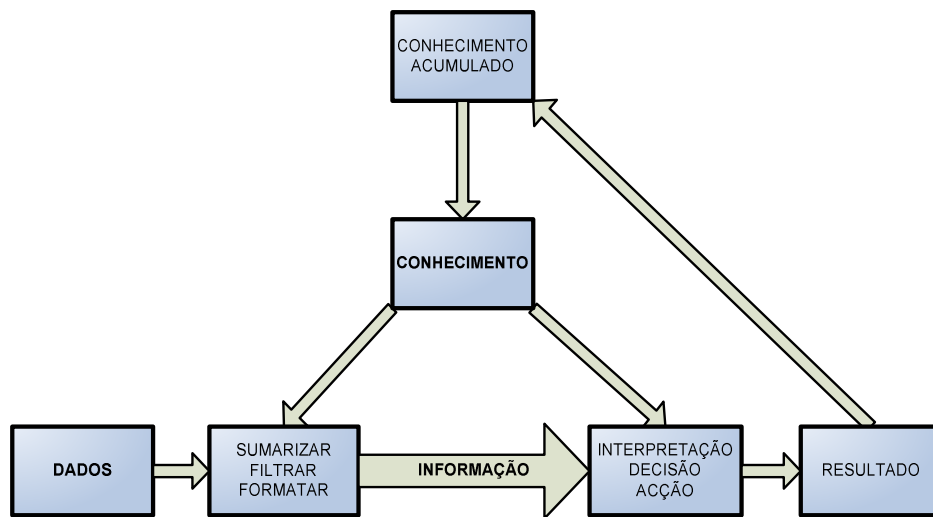 CONHECIMENTO
ACUMULADO
CONHECIMENTO
DADOS
SUMARIZAR
FILTRAR
FORMATAR
INFORMAÇÃO
INTERPRETAÇÃO
DECISÃO
ACÇÃO
RESULTADO